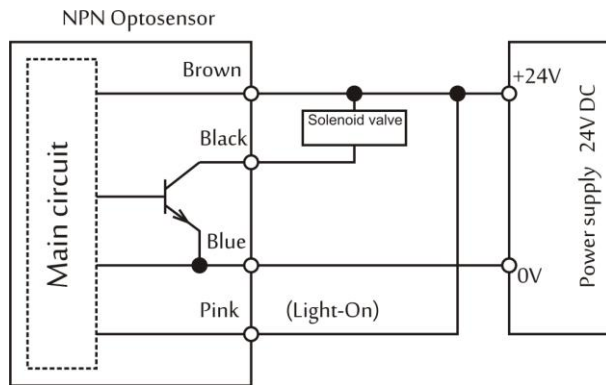 NPN Optosensor
Brown
+24V
Solenoid valve
Black
Main circuit
Power supply 24V DC
Blue
0V
Pink
(Light-On)